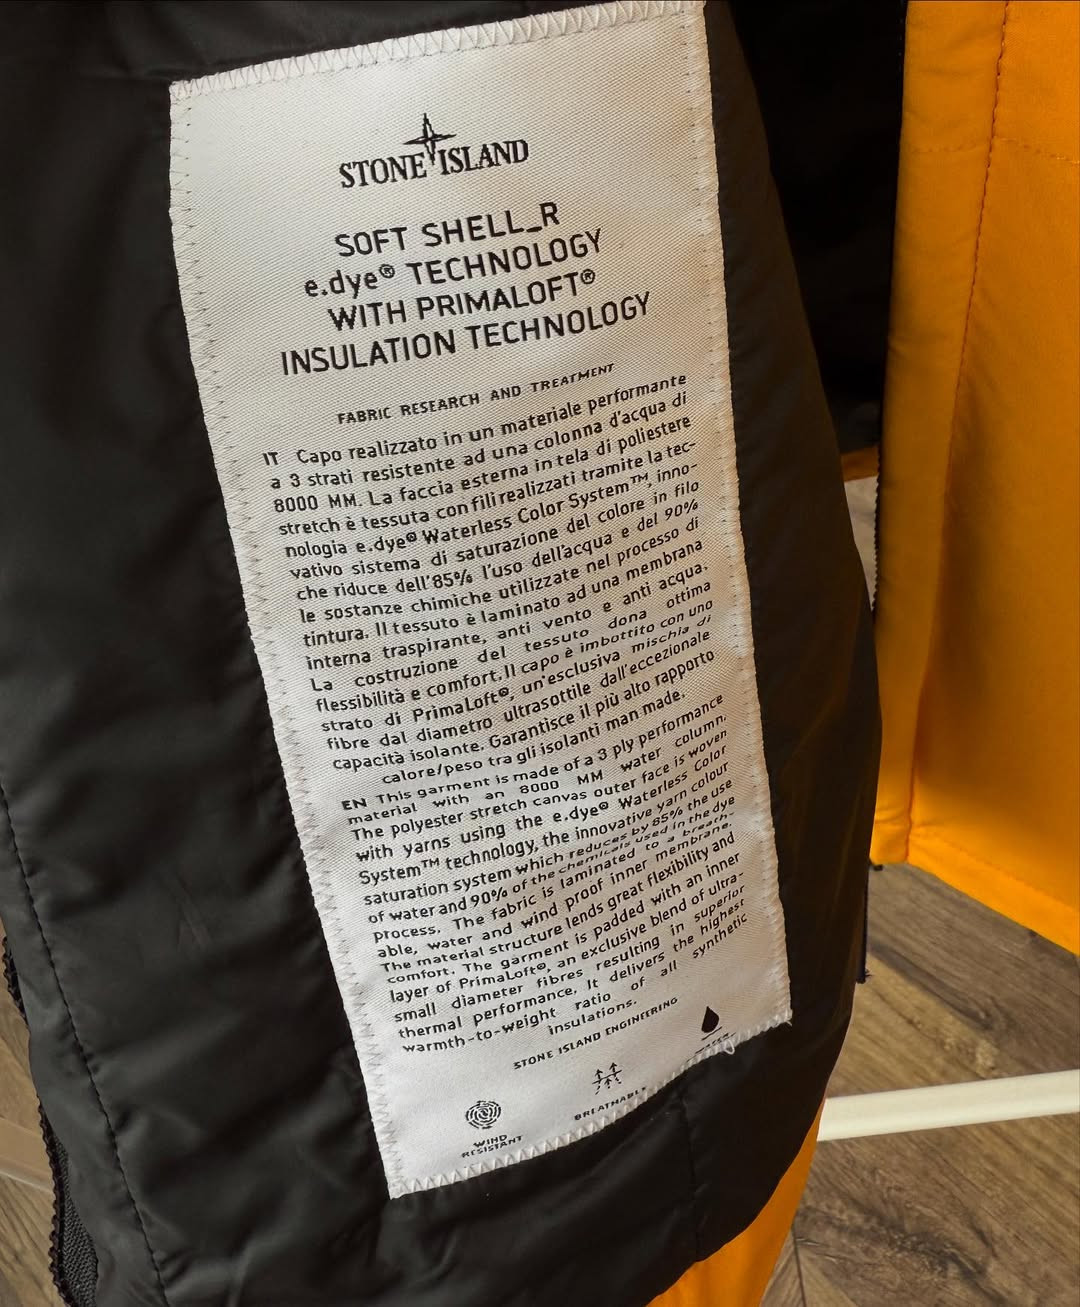 STONE ISLAND
SOFT SHELL_R
e.dye® TECHNOLOGY
WITH PRIMALOFT®
INSULATION TECHNOLOGY
FABRIC RESEARCH AND TREATMENT
IT Capo realizzato in un materiale performante
a 3 strati resistente ad una colonna d'acqua di
8000 MM. La faccia esterna in tela di poliestere
stretch è tessuta con fili realizzati tramite la tec-
nologia e.dye® Waterless Color System™, inno-
vativo sistema di saturazione del colore in filo
che riduce dell'85% l'uso dell'acqua e del 90%
le sostanze chimiche utilizzate nel processo di
tintura. Il tessuto è laminato ad una membrana
interna traspirante, anti vento e anti acqua.
La costruzione del tessuto dona ottima
flessibilità e comfort. Il capo è imbottito con uno
strato di PrimaLoft®, un'esclusiva mischia di
fibre dal diametro ultrasottile dall'eccezionale
capacità isolante. Garantisce il più alto rapporto
calore/peso tra gli isolanti man made.
EN This garment is made of a 3 ply performance
material with an 8000 MM water column.
The polyester stretch canvas outer face is woven
with yarns using the e.dye® Waterless Color
System™ technology, the innovative yarn colour
saturation system which reduces by 85% the use
of water and 90% of the chemicals used in the dye
process. The fabric is laminated to a breath-
able, water and wind proof inner membrane.
The material structure lends great flexibility and
comfort. The garment is padded with an inner
layer of PrimaLoft®, an exclusive blend of ultra-
small diameter fibres resulting in superior
thermal performance. It delivers the highest
warmth-to-weight ratio of all synthetic
insulations.
STONE ISLAND ENGINEERING
WIND
RESISTANT
BREATHABLE
WATER